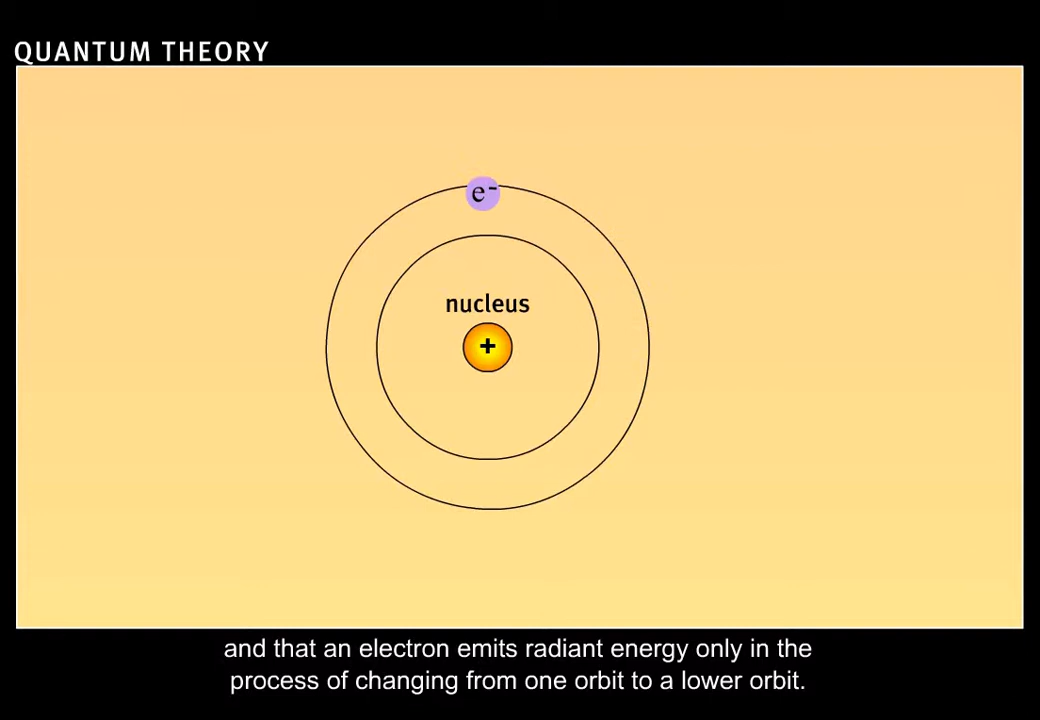 QUANTUM THEORY
e⁻
nucleus
+
and that an electron emits radiant energy only in the
process of changing from one orbit to a lower orbit.